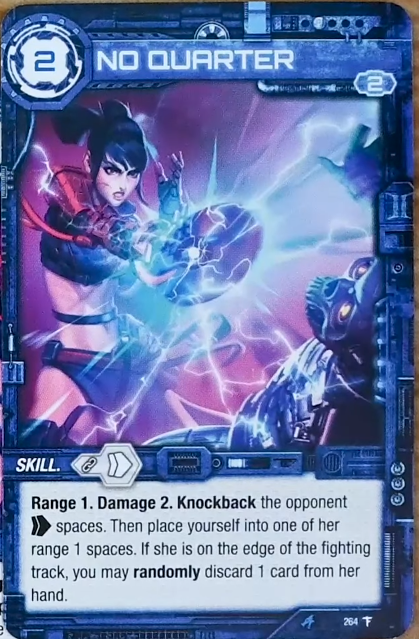 2
NO QUARTER
2
SKILL.
Range 1. Damage 2. Knockback the opponent
spaces. Then place yourself into one of her
range 1 spaces. If she is on the edge of the fighting
track, you may randomly discard 1 card from her
hand.
264